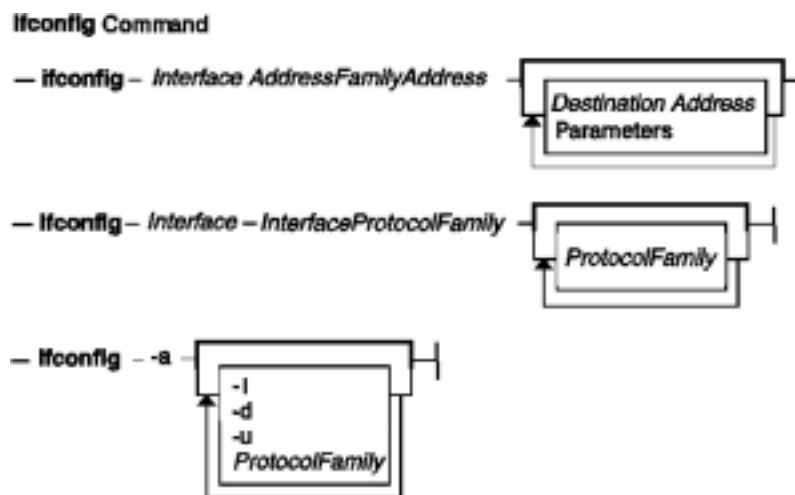 ifconfig Command
ifconfig Interface AddressFamilyAddress
Destination Address
Parameters
ifconfig Interface InterfaceProtocolFamily
ProtocolFamily
ifconfig -a
-l
-d
-u
ProtocolFamily